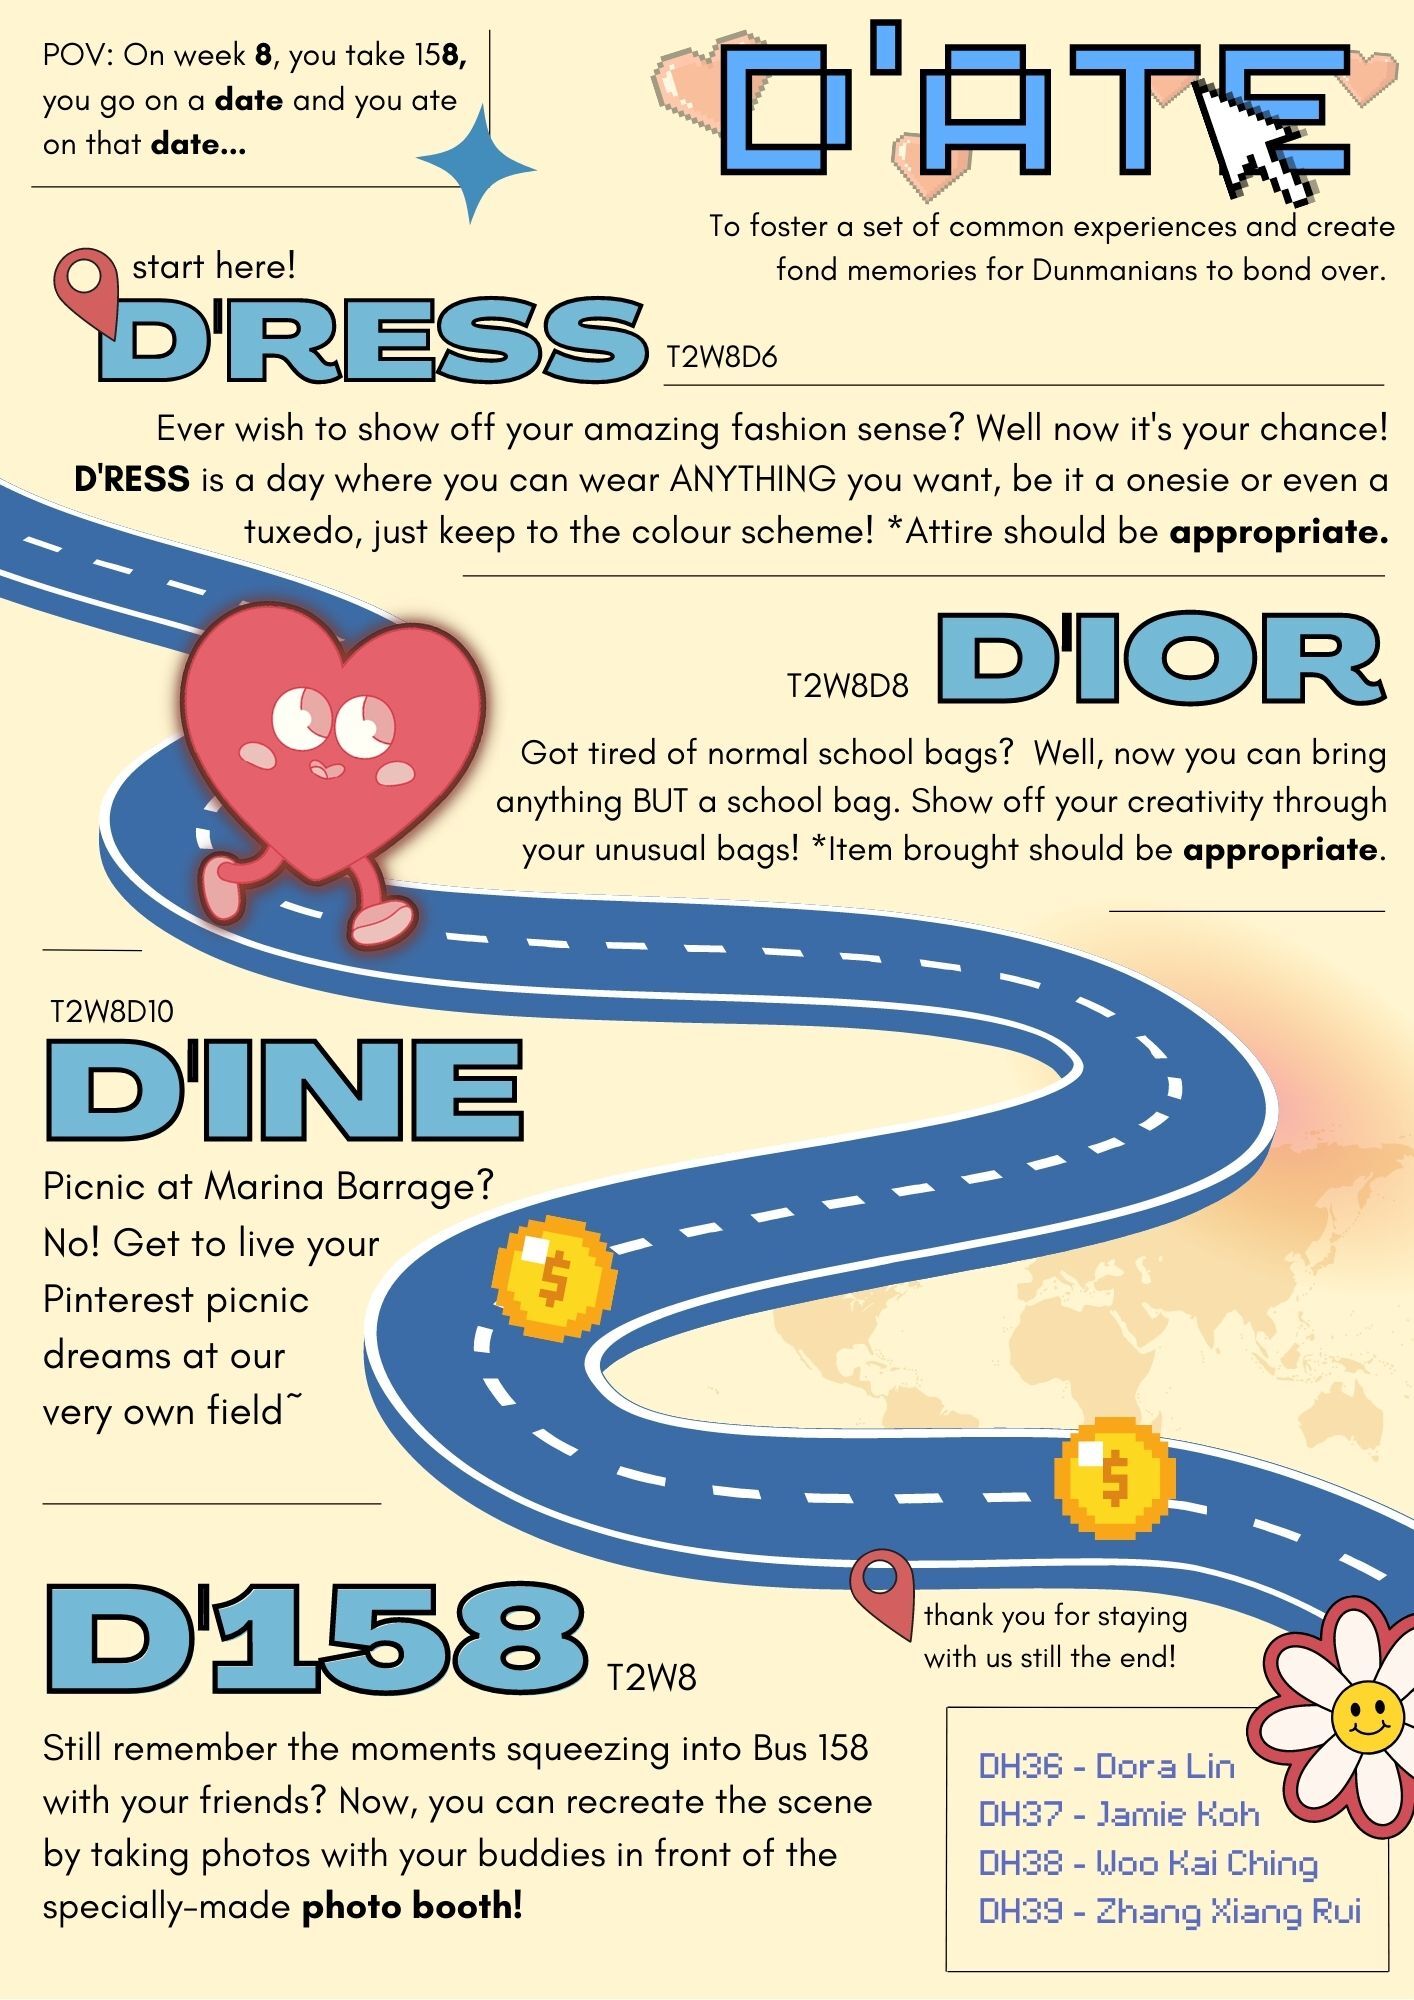 POV: On week 8, you take 158,
you go on a date and you ate
on that date...
D'ATE
To foster a set of common experiences and create
fond memories for Dunmanians to bond over.
start here!
D'RESS T2W8D6
Ever wish to show off your amazing fashion sense? Well now it's your chance!
D'RESS is a day where you can wear ANYTHING you want, be it a onesie or even a
tuxedo, just keep to the colour scheme! *Attire should be appropriate.
T2W8D8 D'IOR
Got tired of normal school bags?  Well, now you can bring
anything BUT a school bag. Show off your creativity through
your unusual bags! *Item brought should be appropriate.
T2W8D10
D'INE
Picnic at Marina Barrage?
No! Get to live your
Pinterest picnic
dreams at our
very own field~
$
$
D'158 T2W8
Still remember the moments squeezing into Bus 158
with your friends? Now, you can recreate the scene
by taking photos with your buddies in front of the
specially-made photo booth!
thank you for staying
with us still the end!
DH36 - Dora Lin
DH37 - Jamie Koh
DH38 - Woo Kai Ching
DH39 - Zhang Xiang Rui